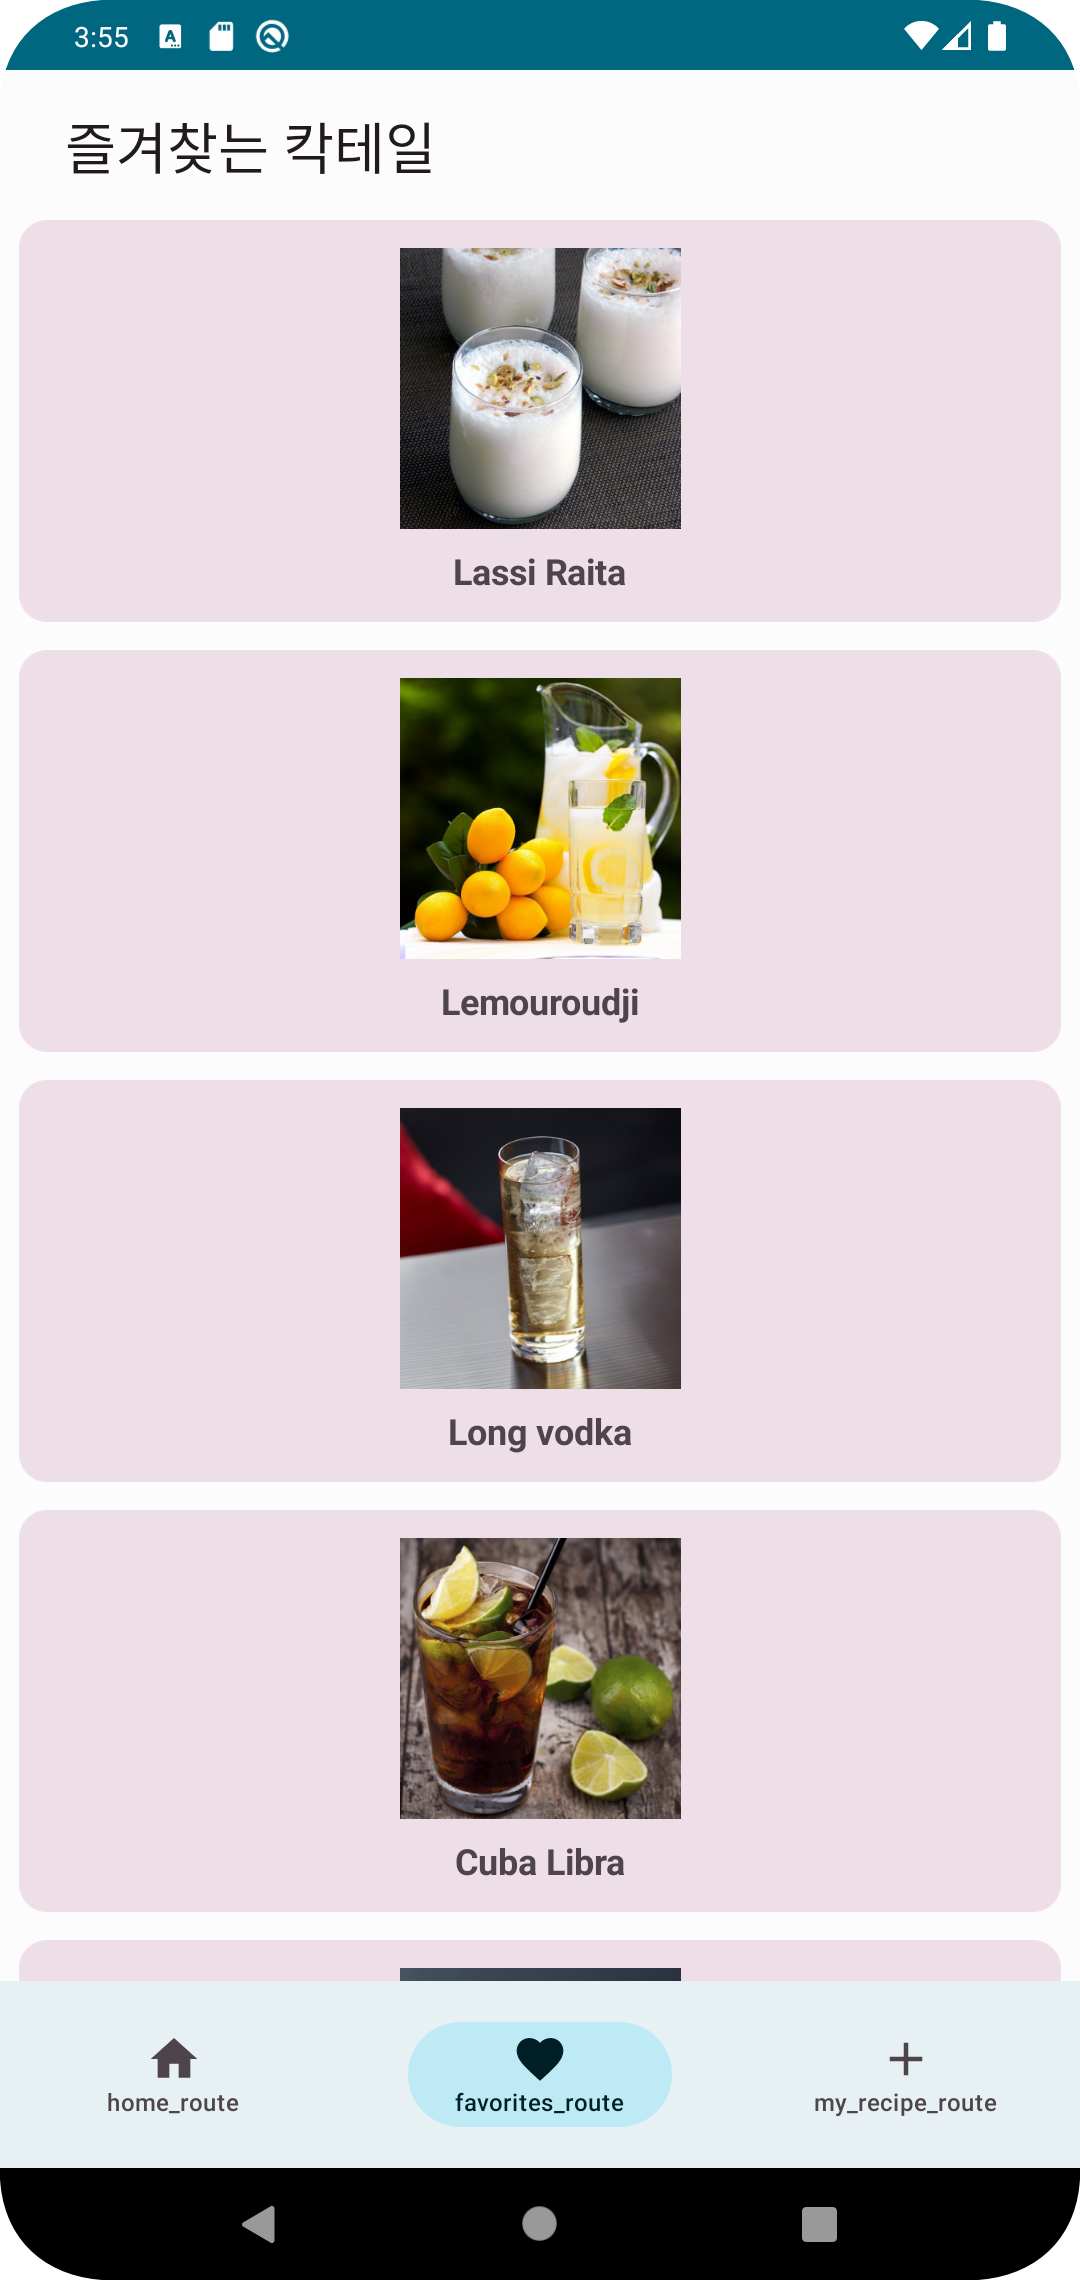 3:55
즐겨찾는 칵테일
Lassi Raita
Lemouroudji
Long vodka
Cuba Libra
home_route
favorites_route
my_recipe_route